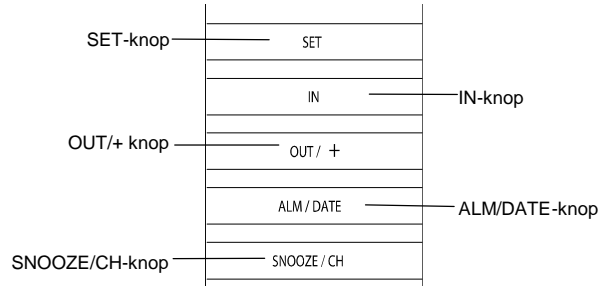 SET-knop SET
IN IN-knop
OUT/+ knop OUT / +
ALM / DATE ALM/DATE-knop
SNOOZE/CH-knop SNOOZE / CH